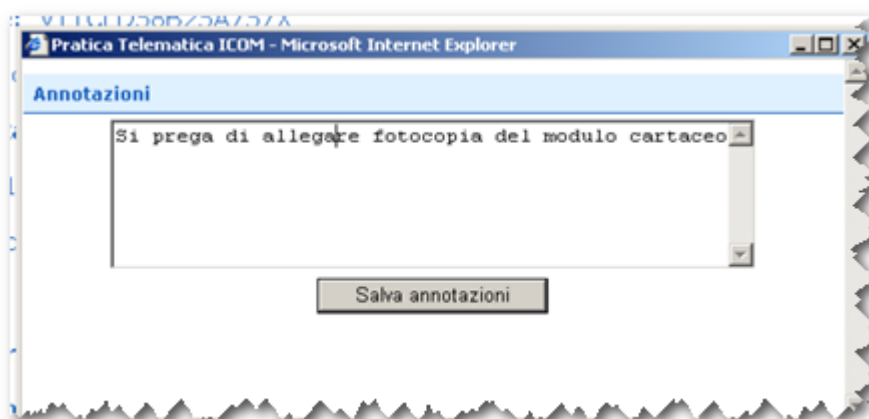 Pratica Telematica ICOM - Microsoft Internet Explorer
Annotazioni
Si prega di allegare fotocopia del modulo cartaceo
Salva annotazioni